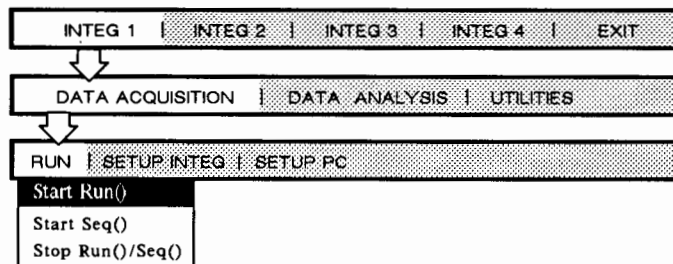 INTEG 1 | INTEG 2 | INTEG 3 | INTEG 4 | EXIT
DATA ACQUISITION | DATA ANALYSIS | UTILITIES
RUN | SETUP INTEG | SETUP PC
Start Run()
Start Seq()
Stop Run()/Seq()